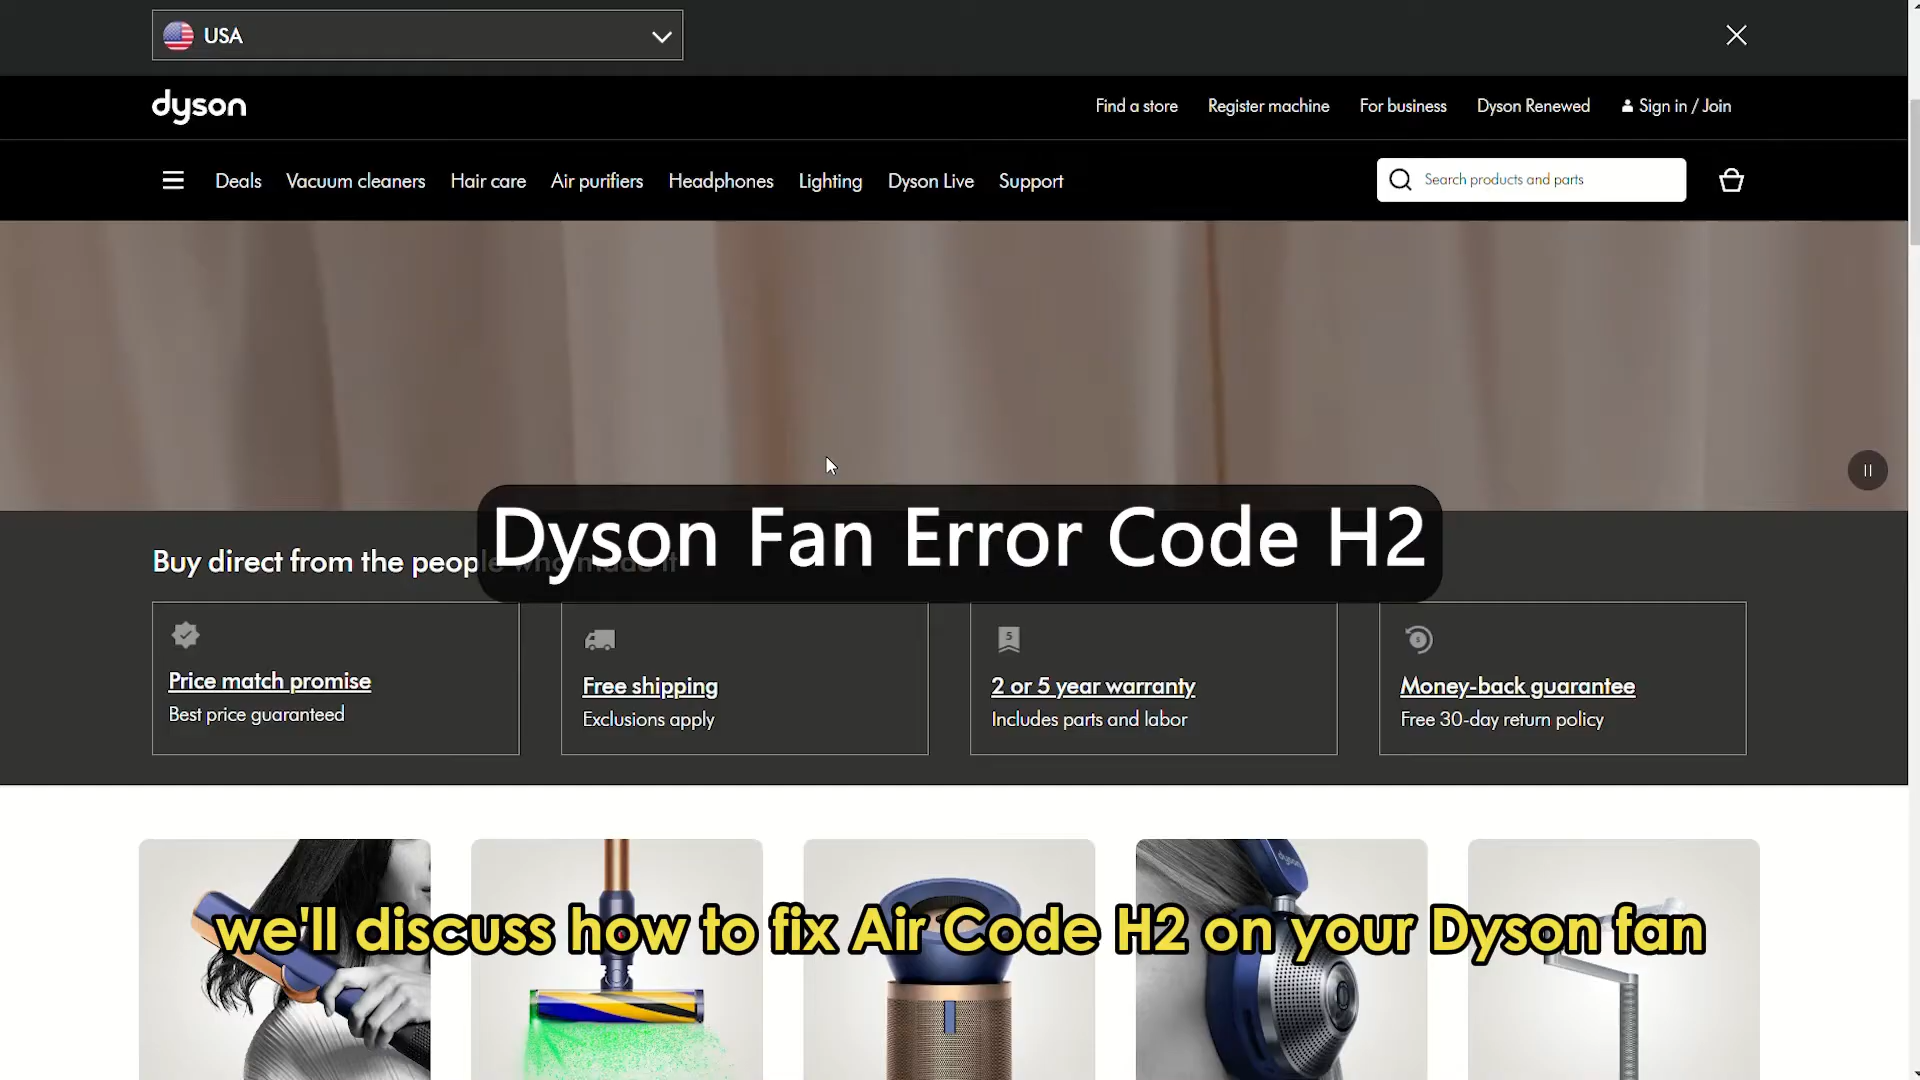 USA
dyson
Find a store Register machine For business Dyson Renewed Sign in / Join
Deals Vacuum cleaners Hair care Air purifiers Headphones Lighting Dyson Live Support
Search products and parts
Dyson Fan Error Code H2
Buy direct from the people who made it
5
Price match promise
Best price guaranteed
Free shipping
Exclusions apply
2 or 5 year warranty
Includes parts and labor
Money-back guarantee
Free 30-day return policy
dyson
we'll discuss how to fix Air Code H2 on your Dyson fan